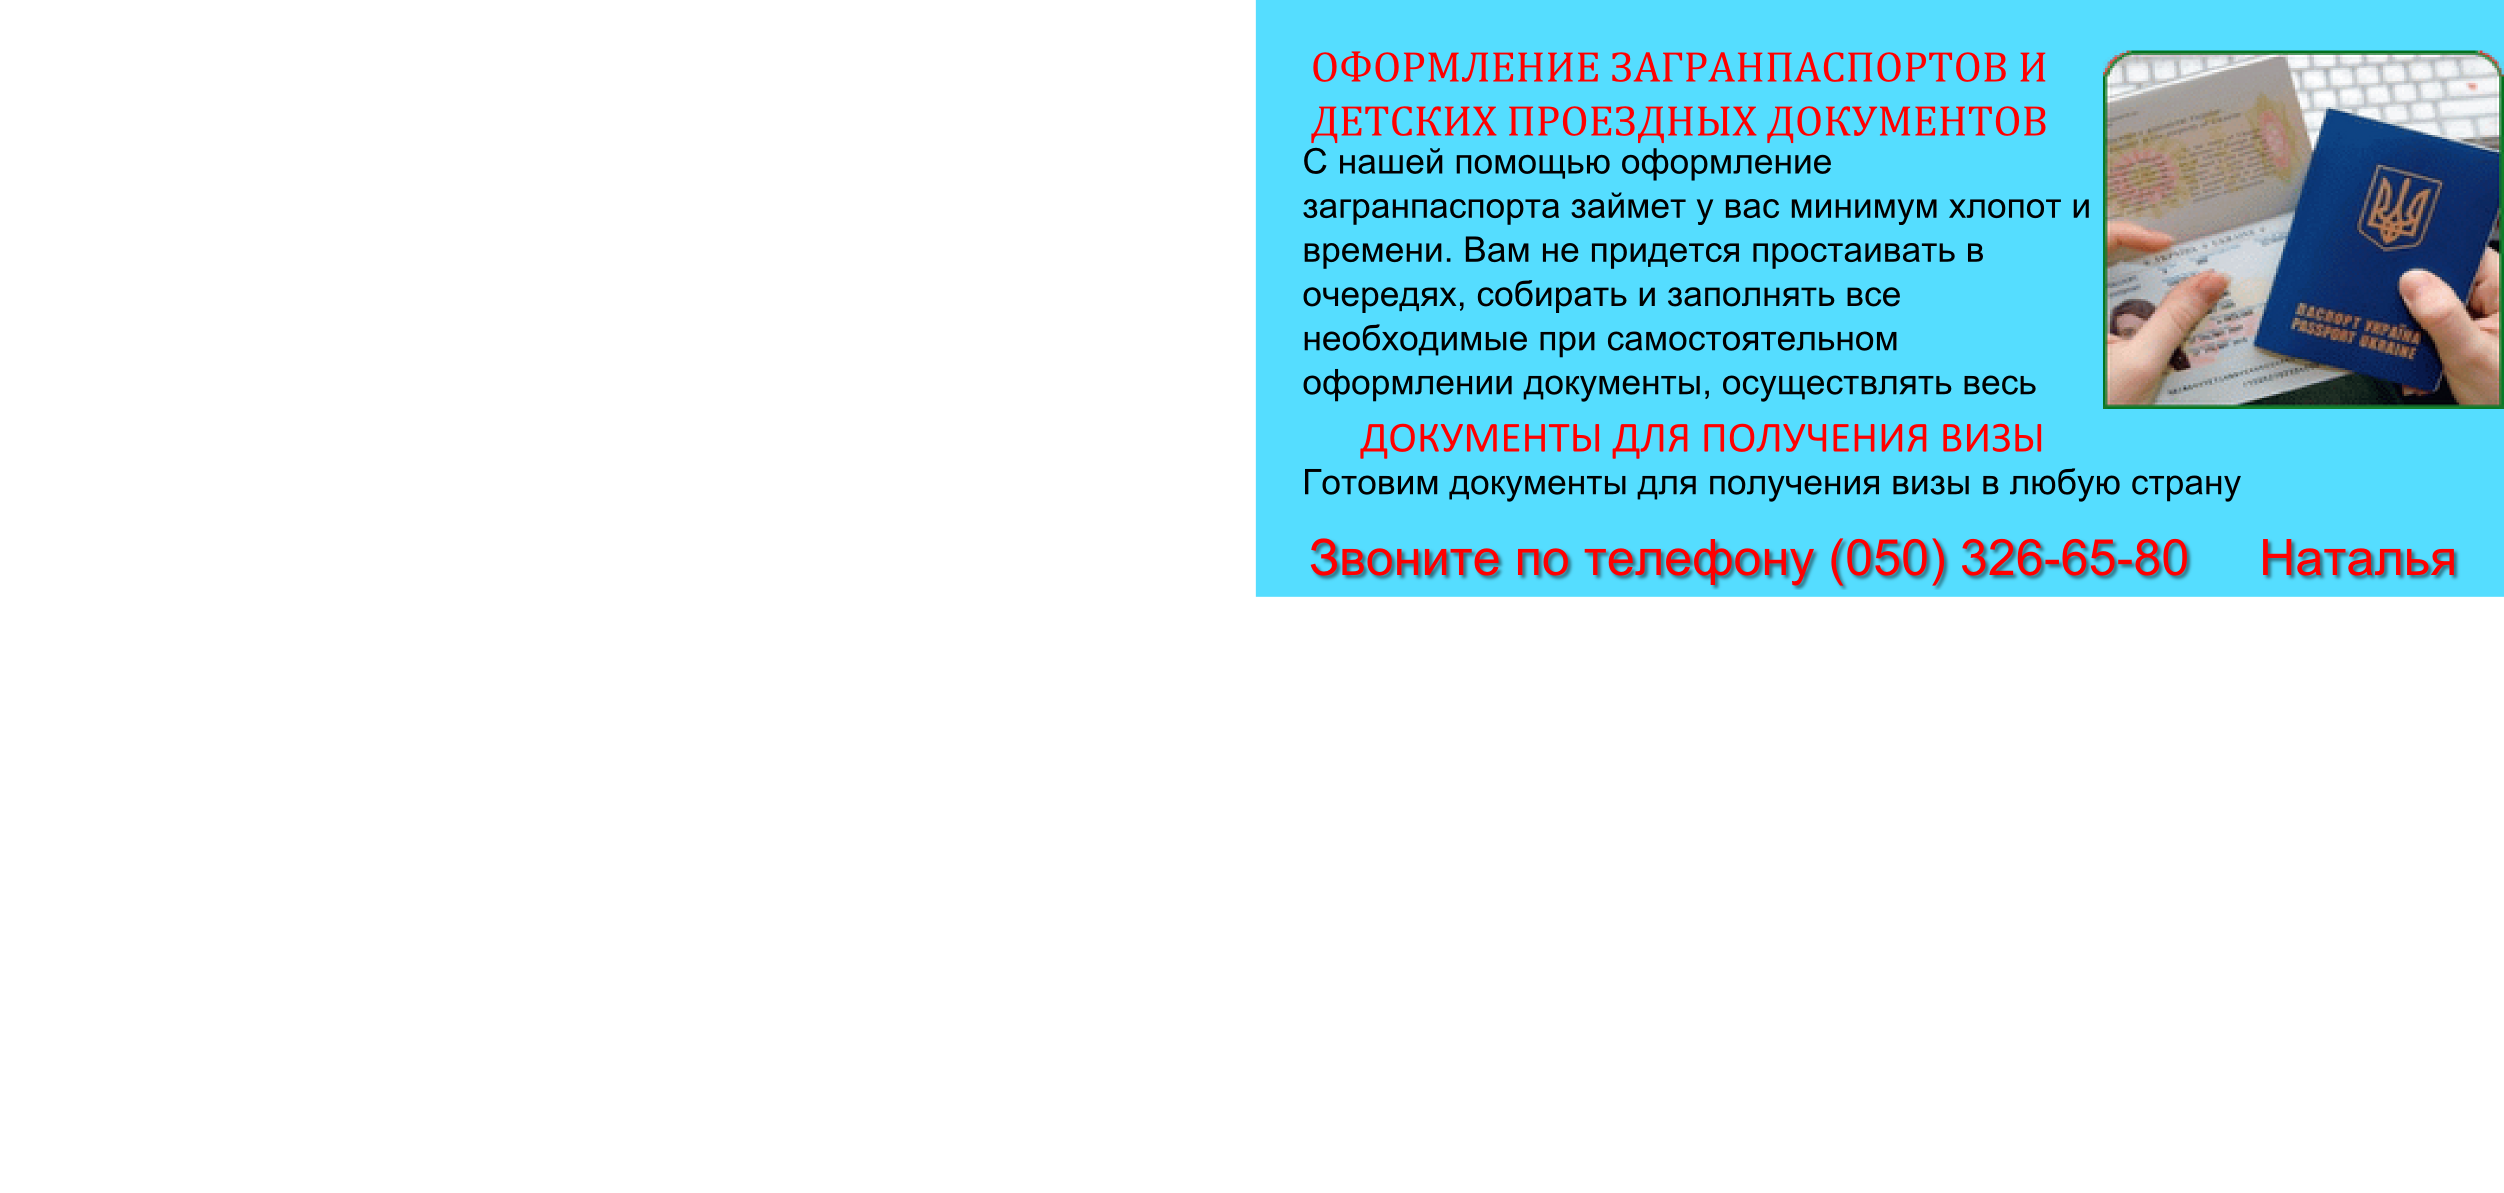 ОФОРМЛЕНИЕ ЗАГРАНПАСПОРТОВ И
ДЕТСКИХ ПРОЕЗДНЫХ ДОКУМЕНТОВ
С нашей помощью оформление
загранпаспорта займет у вас минимум хлопот и
времени. Вам не придется простаивать в
очередях, собирать и заполнять все
необходимые при самостоятельном
оформлении документы, осуществлять весь
ПАСПОРТ УКРАЇНА
PASSPORT UKRAINE
ДОКУМЕНТЫ ДЛЯ ПОЛУЧЕНИЯ ВИЗЫ
Готовим документы для получения визы в любую страну
Звоните по телефону (050) 326-65-80 Наталья